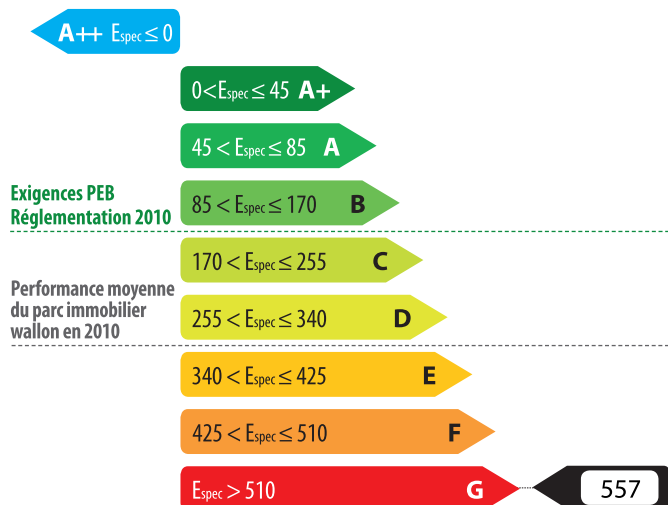 A++ Espec ≤ 0
0<Espec ≤ 45 A+
45 < Espec ≤ 85 A
Exigences PEB
Réglementation 2010
85 < Espec ≤ 170 B
170 < Espec ≤ 255 C
Performance moyenne
du parc immobilier
wallon en 2010
255 < Espec ≤ 340 D
340 < Espec ≤ 425 E
425 < Espec ≤ 510 F
Espec > 510 G 557